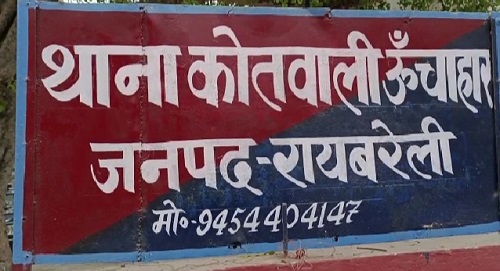 थाना कोतवाली ऊँचाहार
जनपद-रायबरेली
मो०-9454404147